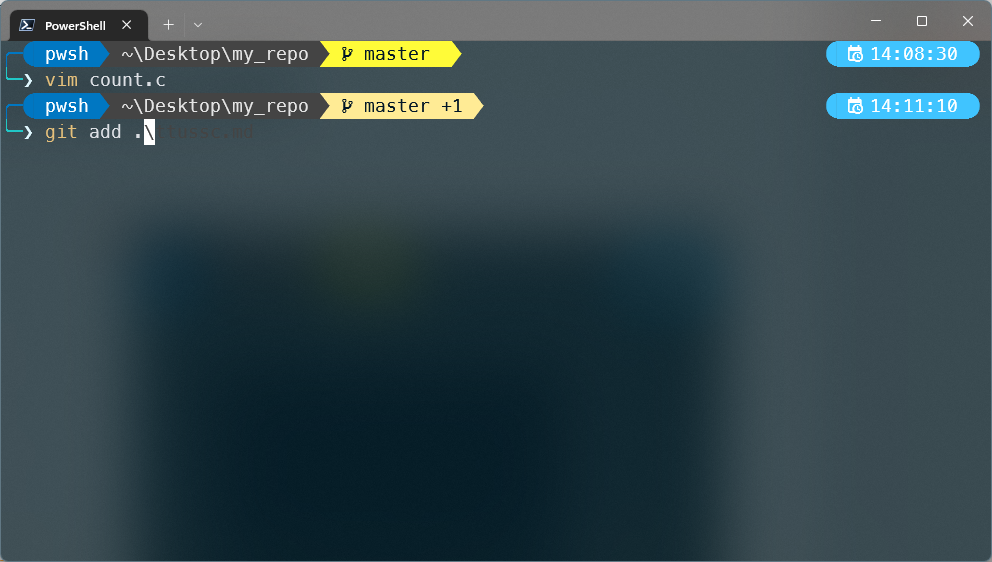 PowerShell
pwsh ~\Desktop\my_repo master 14:08:30
❯ vim count.c
pwsh ~\Desktop\my_repo master +1 14:11:10
❯ git add .\